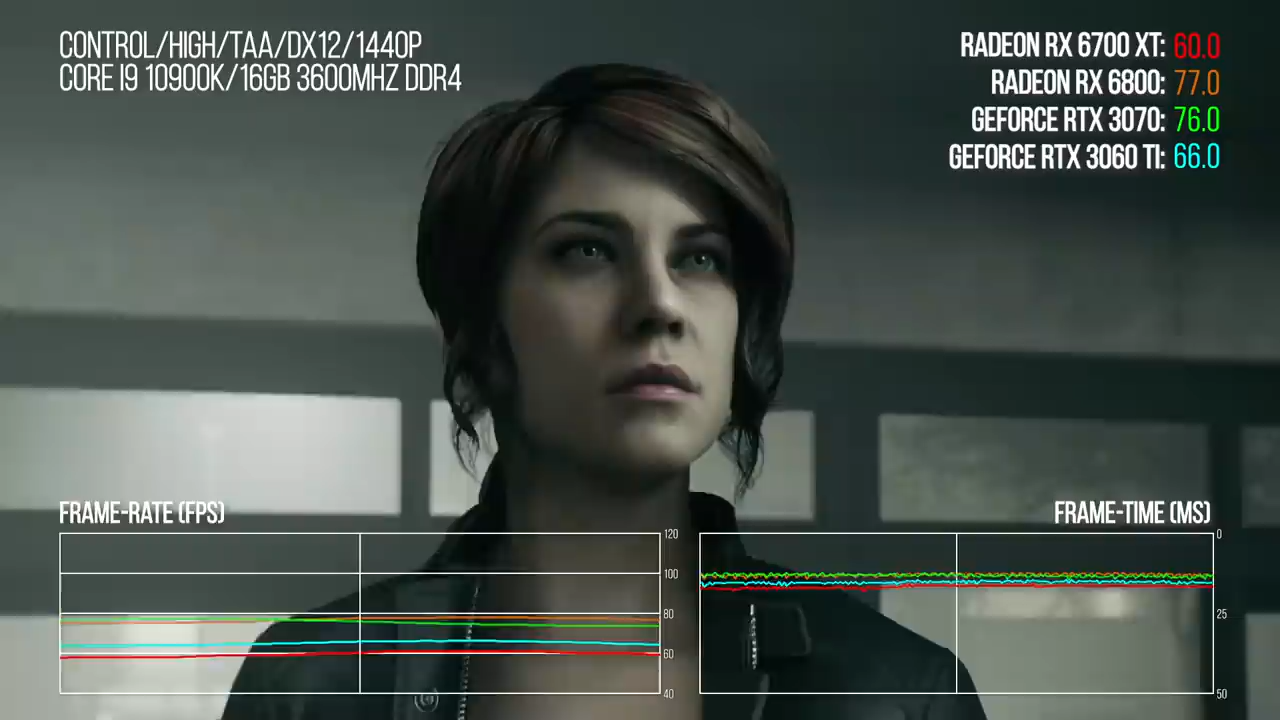 CONTROL/HIGH/TAA/DX12/1440P
CORE I9 10900K/16GB 3600MHZ DDR4
RADEON RX 6700 XT: 60.0
RADEON RX 6800: 77.0
GEFORCE RTX 3070: 76.0
GEFORCE RTX 3060 TI: 66.0
FRAME-RATE (FPS)
120
100
80
60
40
FRAME-TIME (MS)
0
25
50